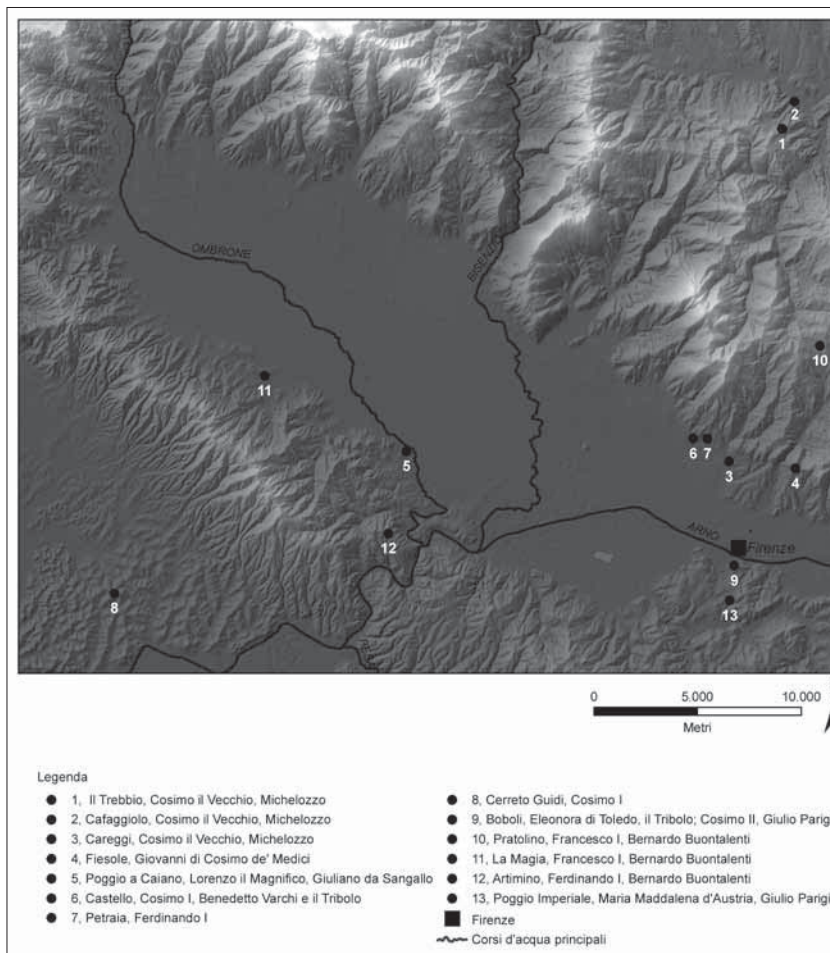 2
1
OMBRONE
BISENZIO
10
11
6 7
5
3
4
12
ARNO
Firenze
9
8
13
0 5.000 10.000
Metri
Legenda
1, Il Trebbio, Cosimo il Vecchio, Michelozzo
2, Cafaggiolo, Cosimo il Vecchio, Michelozzo
3, Careggi, Cosimo il Vecchio, Michelozzo
4, Fiesole, Giovanni di Cosimo de' Medici
5, Poggio a Caiano, Lorenzo il Magnifico, Giuliano da Sangallo
6, Castello, Cosimo I, Benedetto Varchi e il Tribolo
7, Petraia, Ferdinando I
8, Cerreto Guidi, Cosimo I
9, Boboli, Eleonora di Toledo, il Tribolo; Cosimo II, Giulio Parigi
10, Pratolino, Francesco I, Bernardo Buontalenti
11, La Magia, Francesco I, Bernardo Buontalenti
12, Artimino, Ferdinando I, Bernardo Buontalenti
13, Poggio Imperiale, Maria Maddalena d'Austria, Giulio Parigi
Firenze
Corsi d'acqua principali